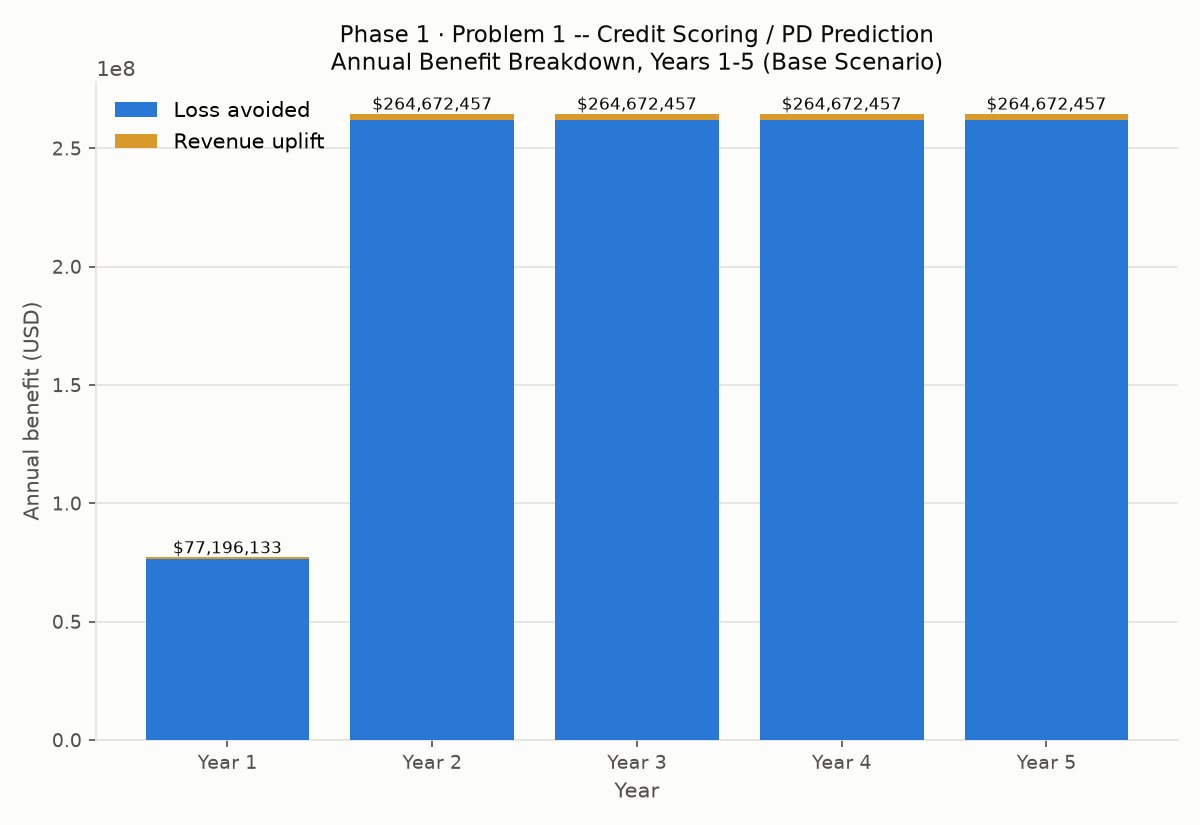 Phase 1 · Problem 1 -- Credit Scoring / PD Prediction
Annual Benefit Breakdown, Years 1-5 (Base Scenario)
1e8
Loss avoided
Revenue uplift
$77,196,133
$264,672,457
$264,672,457
$264,672,457
$264,672,457
2.5
2.0
1.5
1.0
0.5
0.0
Annual benefit (USD)
Year 1
Year 2
Year 3
Year 4
Year 5
Year